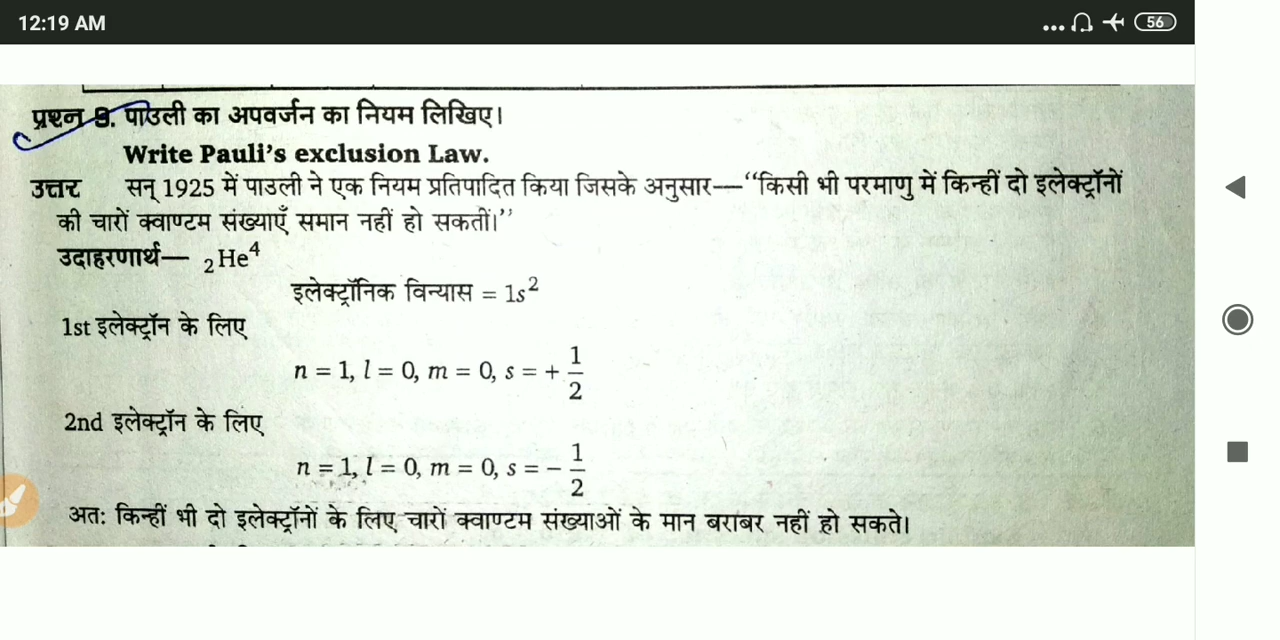 12:19 AM
56
प्रश्न 9. पाउली का अपवर्जन का नियम लिखिए।
Write Pauli's exclusion Law.
उत्तर सन् 1925 में पाउली ने एक नियम प्रतिपादित किया जिसके अनुसार—“किसी भी परमाणु में किन्हीं दो इलेक्ट्रॉनों
की चारों क्वाण्टम संख्याएँ समान नहीं हो सकतीं।’’
उदाहरणार्थ— ₂He⁴
इलेक्ट्रॉनिक विन्यास = 1s²
1st इलेक्ट्रॉन के लिए
n = 1, l = 0, m = 0, s = + 1/2
2nd इलेक्ट्रॉन के लिए
n = 1, l = 0, m = 0, s = − 1/2
अतः किन्हीं भी दो इलेक्ट्रॉनों के लिए चारों क्वाण्टम संख्याओं के मान बराबर नहीं हो सकते।